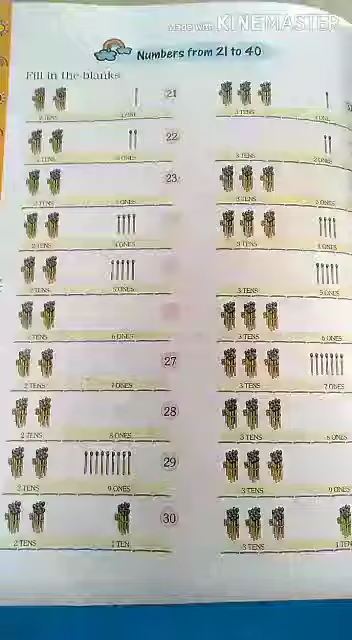 Made with KINEMASTER
Numbers from 21 to 40
Fill in the blanks
21
2 TENS 1 ONE 3 TENS 1 ONE
22
2 TENS 2 ONES 3 TENS 2 ONES
23
2 TENS 3 ONES 3 TENS 3 ONES
2 TENS 4 ONES 3 TENS 4 ONES
2 TENS 5 ONES 3 TENS 5 ONES
2 TENS 6 ONES 3 TENS 6 ONES
27
2 TENS 7 ONES 3 TENS 7 ONES
28
2 TENS 8 ONES 3 TENS 8 ONES
29
2 TENS 9 ONES 3 TENS 9 ONES
30
2 TENS 1 TEN 3 TENS 1 TEN